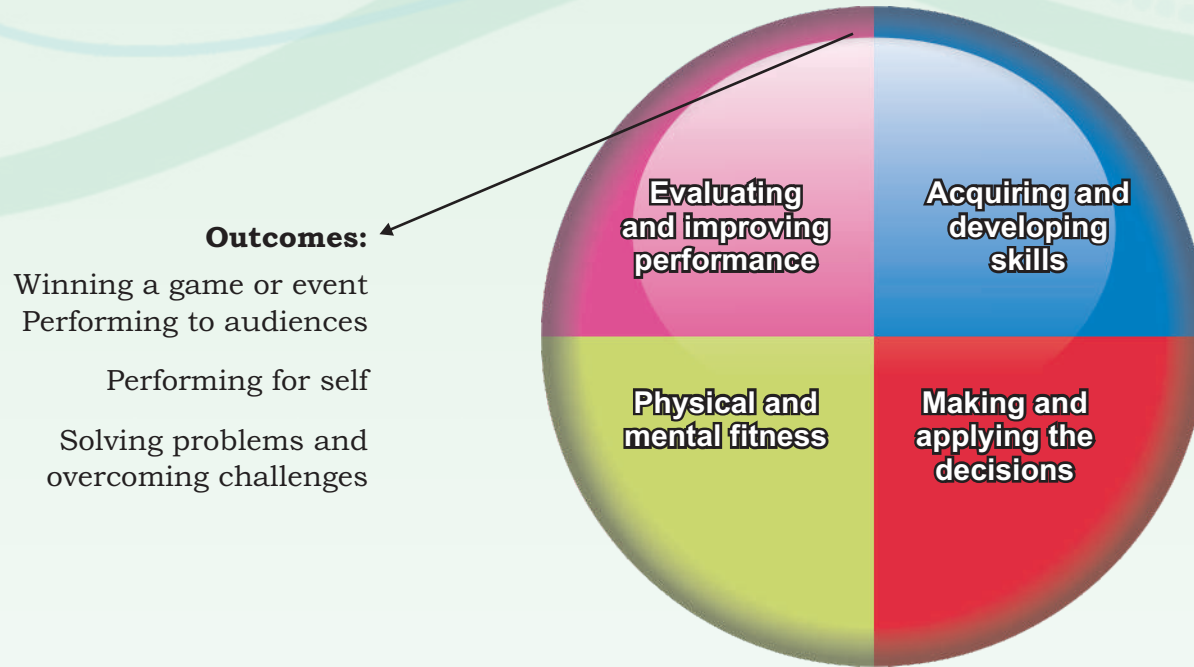 Outcomes:
Winning a game or event
Performing to audiences
Performing for self
Solving problems and
overcoming challenges
Evaluating
and improving
performance
Acquiring and
developing
skills
Physical and
mental fitness
Making and
applying the
decisions